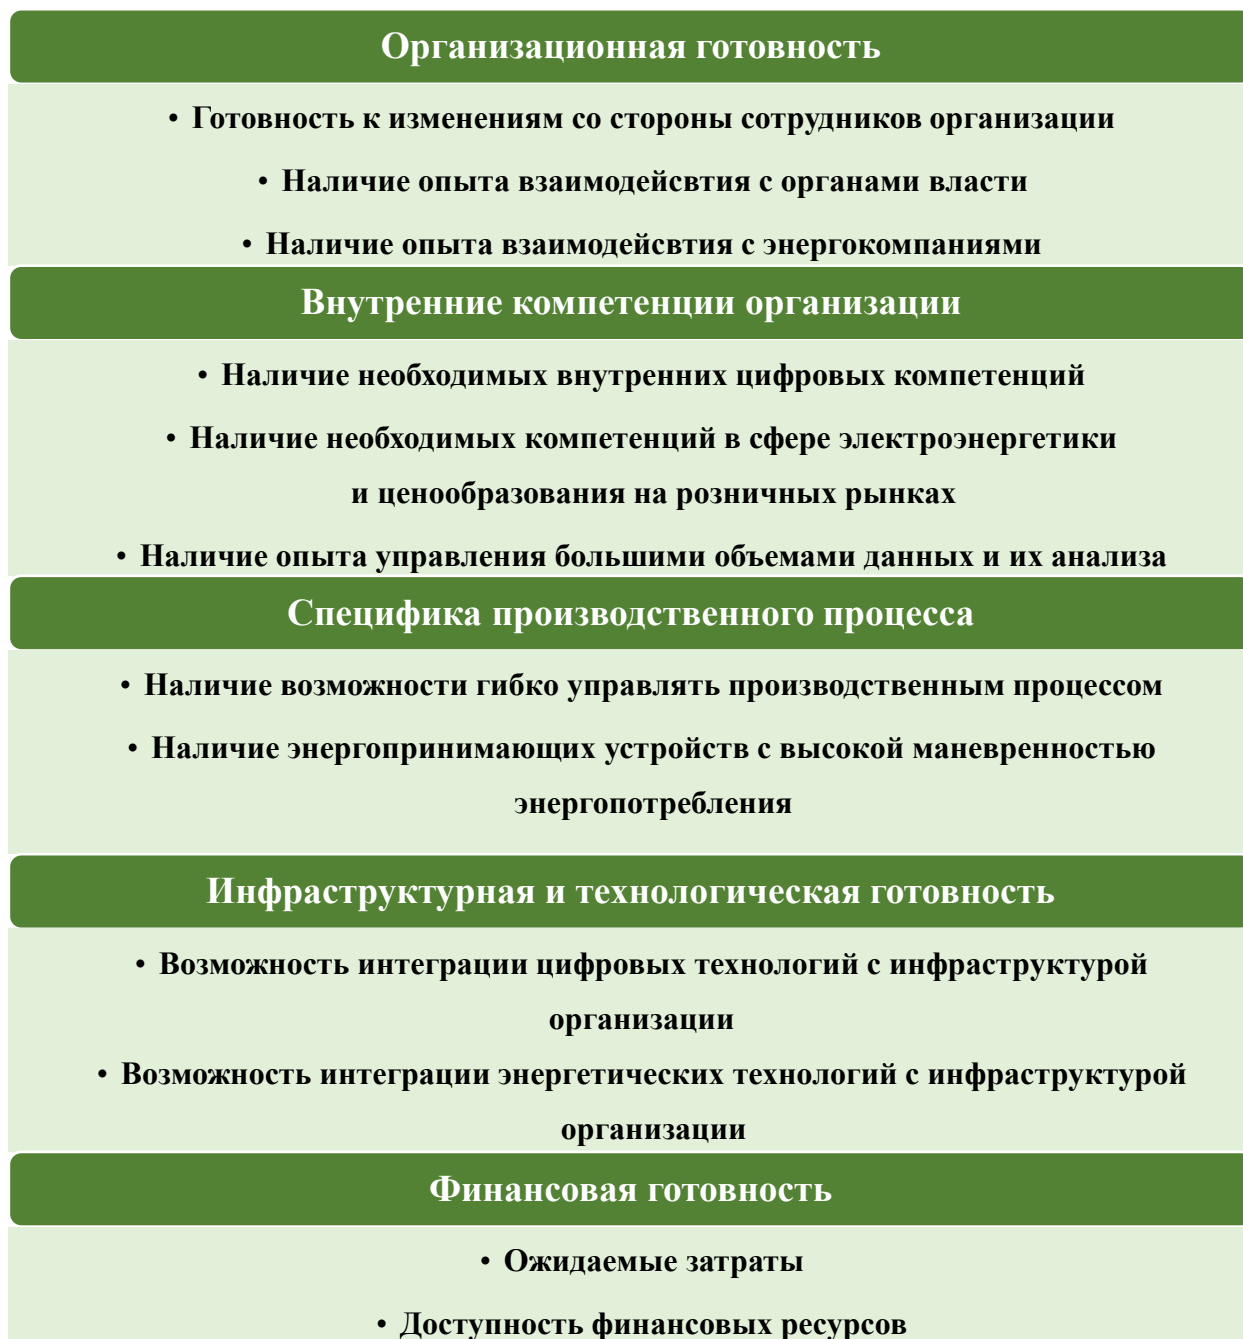 Организационная готовность
• Готовность к изменениям со стороны сотрудников организации
• Наличие опыта взаимодейсвтия с органами власти
• Наличие опыта взаимодейсвтия с энергокомпаниями
Внутренние компетенции организации
• Наличие необходимых внутренних цифровых компетенций
• Наличие необходимых компетенций в сфере электроэнергетики
и ценообразования на розничных рынках
• Наличие опыта управления большими объемами данных и их анализа
Специфика производственного процесса
• Наличие возможности гибко управлять производственным процессом
• Наличие энергопринимающих устройств с высокой маневренностью
энергопотребления
Инфраструктурная и технологическая готовность
• Возможность интеграции цифровых технологий с инфраструктурой
организации
• Возможность интеграции энергетических технологий с инфраструктурой
организации
Финансовая готовность
• Ожидаемые затраты
• Доступность финансовых ресурсов